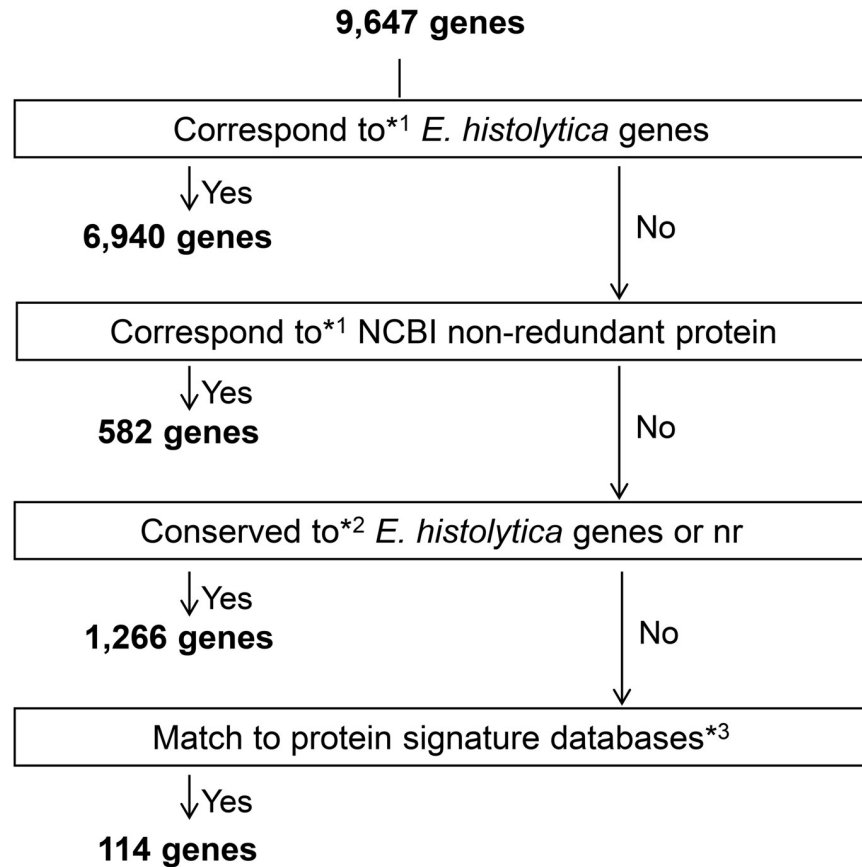 9,647 genes
Correspond to*1 E. histolytica genes
Yes
No
6,940 genes
Correspond to*1 NCBI non-redundant protein
Yes
No
582 genes
Conserved to*2 E. histolytica genes or nr
Yes
No
1,266 genes
Match to protein signature databases*3
Yes
114 genes